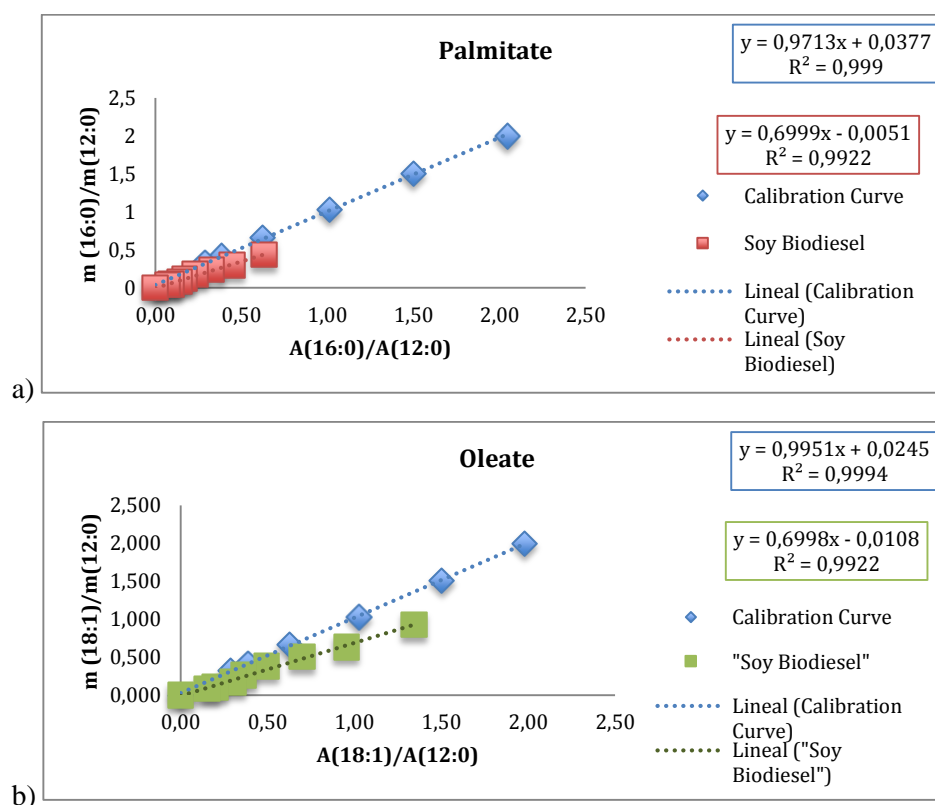 Palmitate
y = 0,9713x + 0,0377
R² = 0,999
y = 0,6999x - 0,0051
R² = 0,9922
m (16:0)/m(12:0)
2,5
2
1,5
1
0,5
0
0,00 0,50 1,00 1,50 2,00 2,50
A(16:0)/A(12:0)
Calibration Curve
Soy Biodiesel
Lineal (Calibration
Curve)
Lineal (Soy
Biodiesel)
a)
Oleate
y = 0,9951x + 0,0245
R² = 0,9994
y = 0,6998x - 0,0108
R² = 0,9922
m (18:1)/m(12:0)
2,500
2,000
1,500
1,000
0,500
0,000
0,00 0,50 1,00 1,50 2,00 2,50
A(18:1)/A(12:0)
Calibration Curve
"Soy Biodiesel"
Lineal (Calibration
Curve)
Lineal ("Soy
Biodiesel")
b)